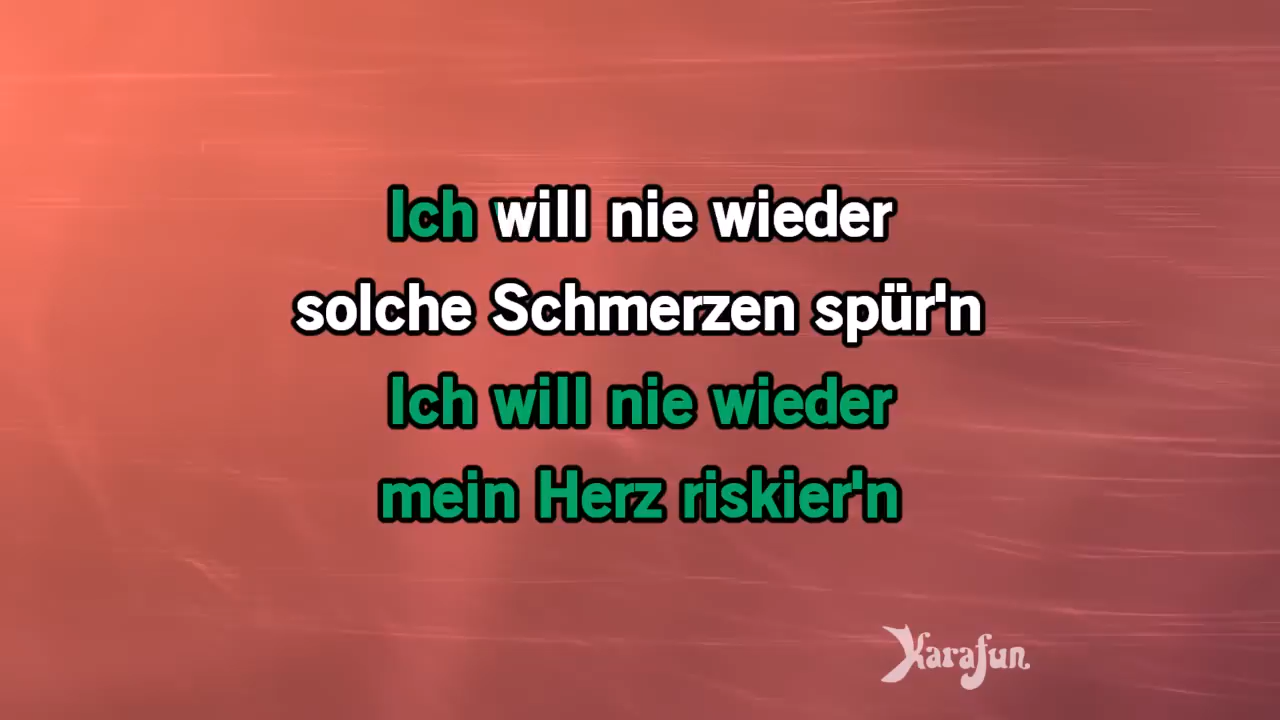 Ich will nie wieder
solche Schmerzen spür'n
Ich will nie wieder
mein Herz riskier'n
Karafun